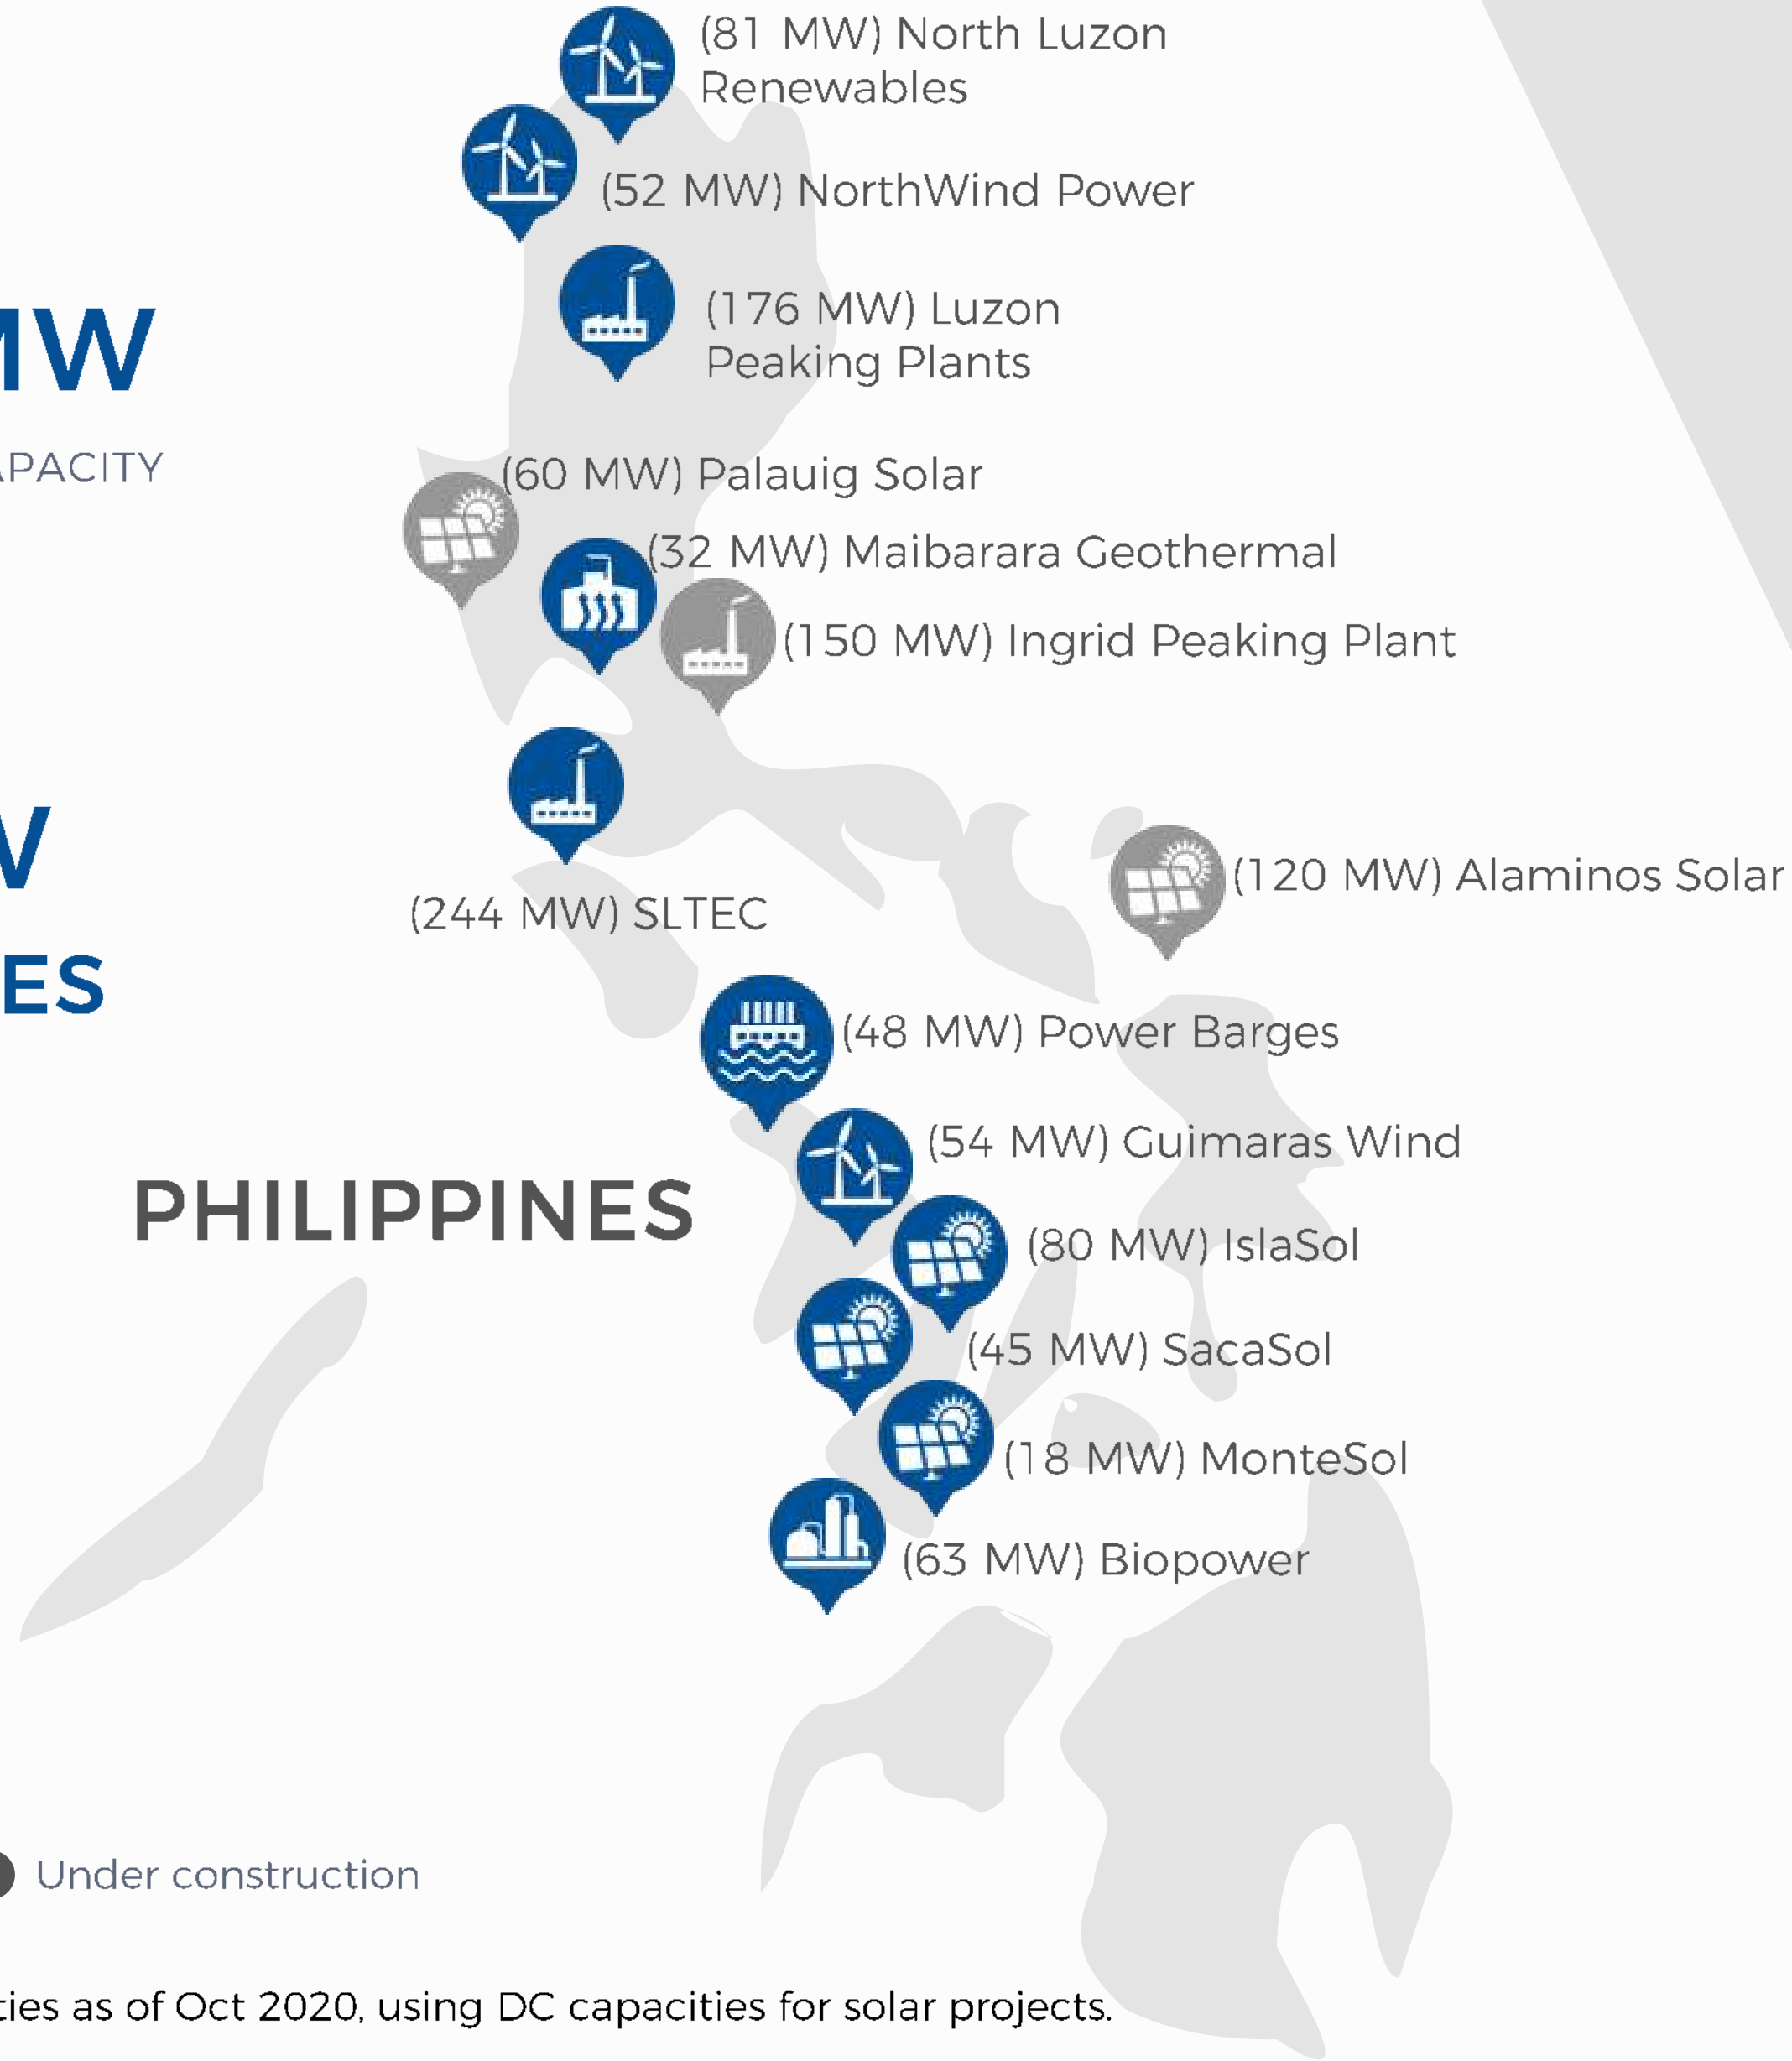 (81 MW) North Luzon
Renewables
(52 MW) NorthWind Power
MW
(176 MW) Luzon
Peaking Plants
APACITY
(60 MW) Palauig Solar
(32 MW) Maibarara Geothermal
(150 MW) Ingrid Peaking Plant
W
(120 MW) Alaminos Solar
(244 MW) SLTEC
ES
(48 MW) Power Barges
(54 MW) Guimaras Wind
PHILIPPINES
(80 MW) IslaSol
(45 MW) SacaSol
(18 MW) MonteSol
(63 MW) Biopower
Under construction
ties as of Oct 2020, using DC capacities for solar projects.